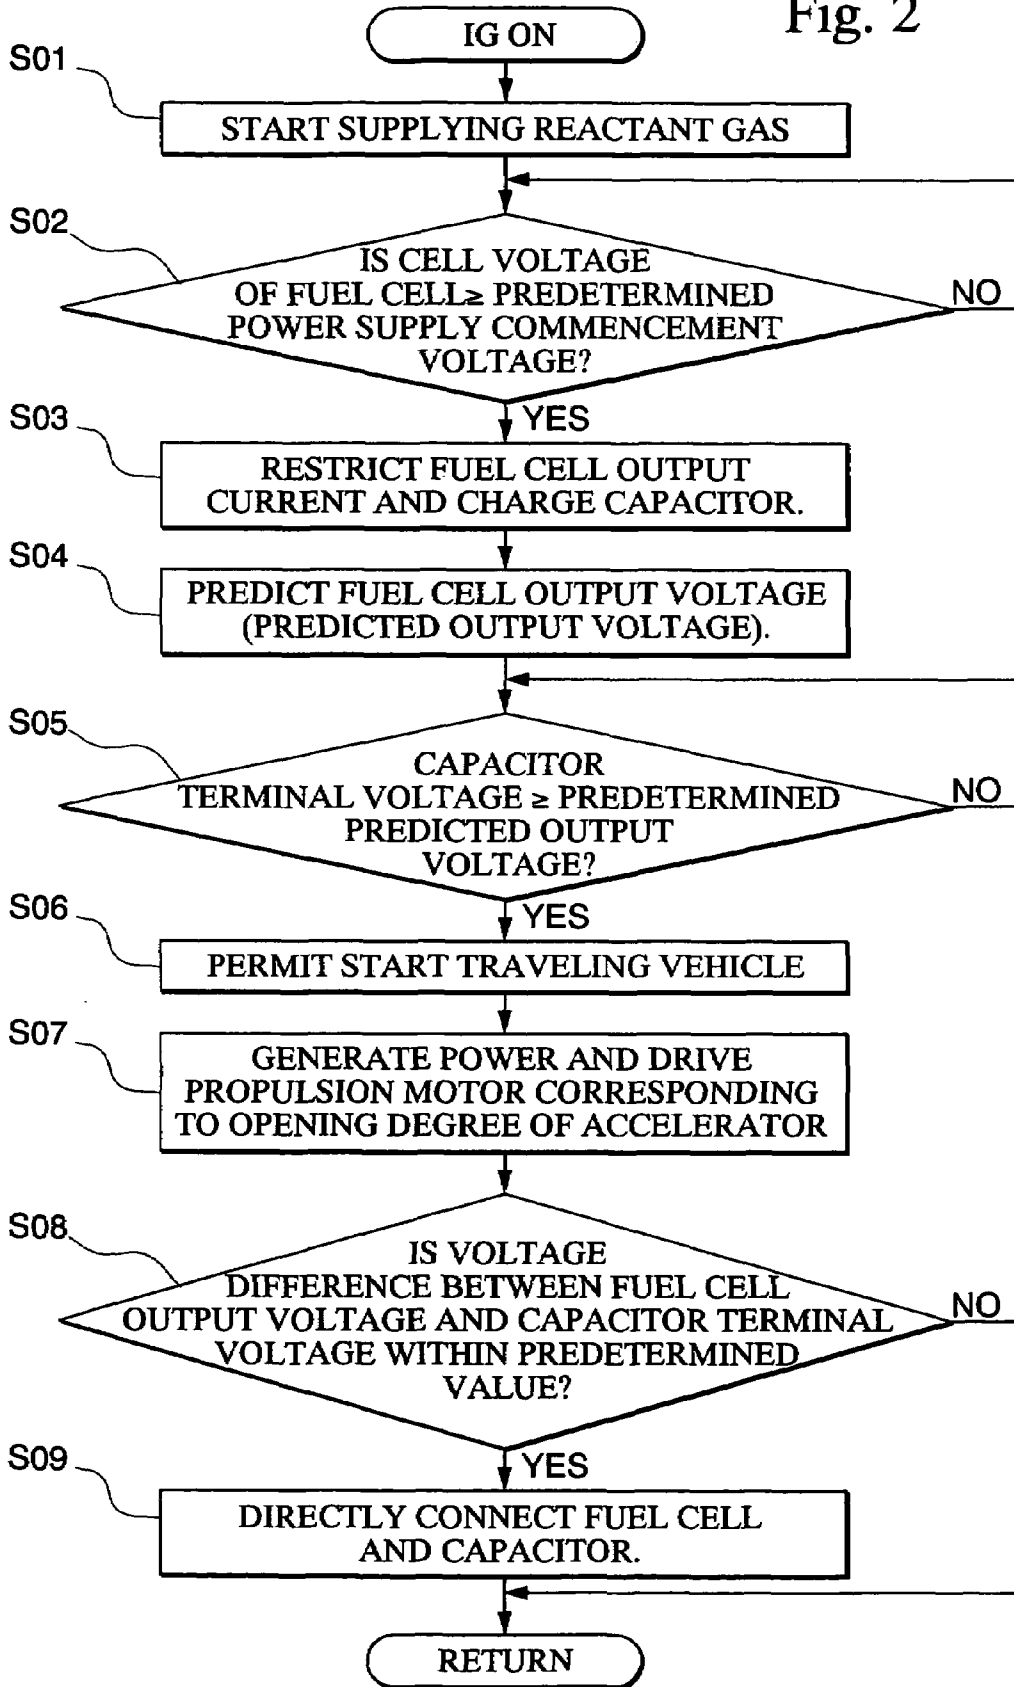 Fig. 2
IG ON
S01
START SUPPLYING REACTANT GAS
S02
IS CELL VOLTAGE
OF FUEL CELL≥ PREDETERMINED
POWER SUPPLY COMMENCEMENT
VOLTAGE?
NO
YES
S03
RESTRICT FUEL CELL OUTPUT
CURRENT AND CHARGE CAPACITOR.
S04
PREDICT FUEL CELL OUTPUT VOLTAGE
(PREDICTED OUTPUT VOLTAGE).
S05
CAPACITOR
TERMINAL VOLTAGE ≥ PREDETERMINED
PREDICTED OUTPUT
VOLTAGE?
NO
YES
S06
PERMIT START TRAVELING VEHICLE
S07
GENERATE POWER AND DRIVE
PROPULSION MOTOR CORRESPONDING
TO OPENING DEGREE OF ACCELERATOR
S08
IS VOLTAGE
DIFFERENCE BETWEEN FUEL CELL
OUTPUT VOLTAGE AND CAPACITOR TERMINAL
VOLTAGE WITHIN PREDETERMINED
VALUE?
NO
YES
S09
DIRECTLY CONNECT FUEL CELL
AND CAPACITOR.
RETURN